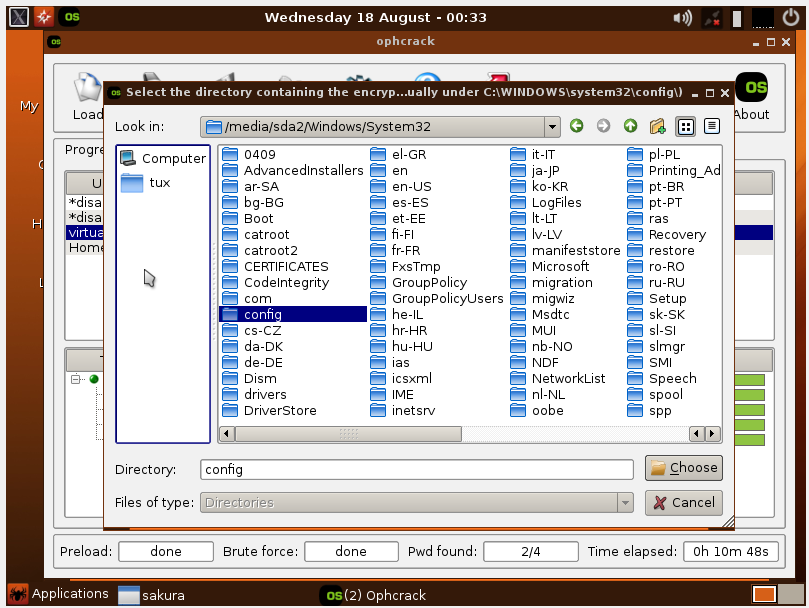 Wednesday 18 August - 00:33
OS
ophcrack
OS
Select the directory containing the encryp...ually under C:\WINDOWS\system32\config\)
Load
OS
About
My
Progre
Look in:
/media/sda2/Windows/System32
Computer
tux
0409
AdvancedInstallers
ar-SA
bg-BG
Boot
catroot
catroot2
CERTIFICATES
CodeIntegrity
com
config
cs-CZ
da-DK
de-DE
Dism
drivers
DriverStore
el-GR
en
en-US
es-ES
et-EE
fi-FI
fr-FR
FxsTmp
GroupPolicy
GroupPolicyUsers
he-IL
hr-HR
hu-HU
ias
icsxml
IME
inetsrv
it-IT
ja-JP
ko-KR
LogFiles
lt-LT
lv-LV
manifeststore
Microsoft
migration
migwiz
Msdtc
MUI
nb-NO
NDF
NetworkList
nl-NL
oobe
pl-PL
Printing_Ad
pt-BR
pt-PT
ras
Recovery
restore
ro-RO
ru-RU
Setup
sk-SK
sl-SI
slmgr
SMI
Speech
spool
spp
U
*disa
*disa
virtua
Home
Directory:
config
Choose
Files of type:
Directories
Cancel
Preload:
done
Brute force:
done
Pwd found:
2/4
Time elapsed:
0h 10m 48s
Applications
sakura
OS
(2) Ophcrack